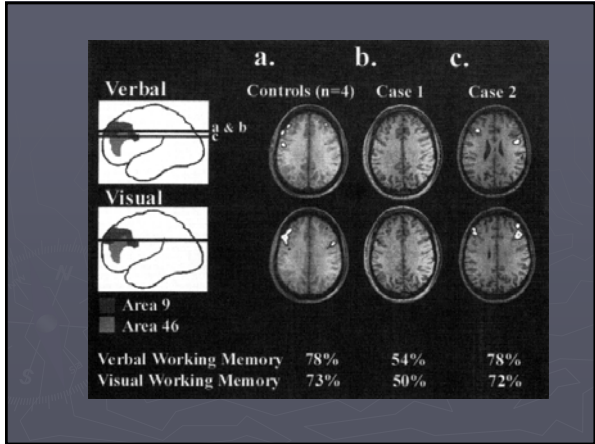 a. b. c.
Verbal Controls (n=4) Case 1 Case 2
a & b
c
Visual
Area 9
Area 46
Verbal Working Memory 78% 54% 78%
Visual Working Memory 73% 50% 72%